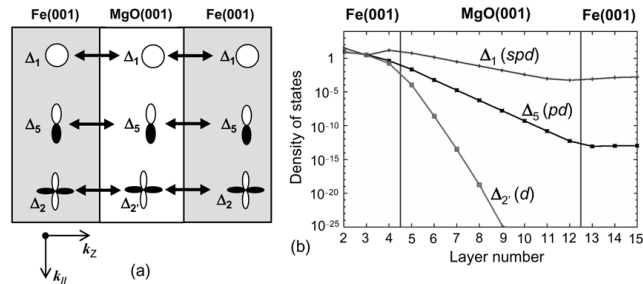 Fe(001) MgO(001) Fe(001)
Δ1 Δ1 Δ1
Δ5 Δ5 Δ5
Δ2 Δ2' Δ2
kz
k//
(a)
Fe(001) MgO(001) Fe(001)
Density of states
1
10^-5
10^-10
10^-15
10^-20
10^-25
Δ1 (spd)
Δ5 (pd)
Δ2' (d)
2 3 4 5 6 7 8 9 10 11 12 13 14 15
Layer number
(b)